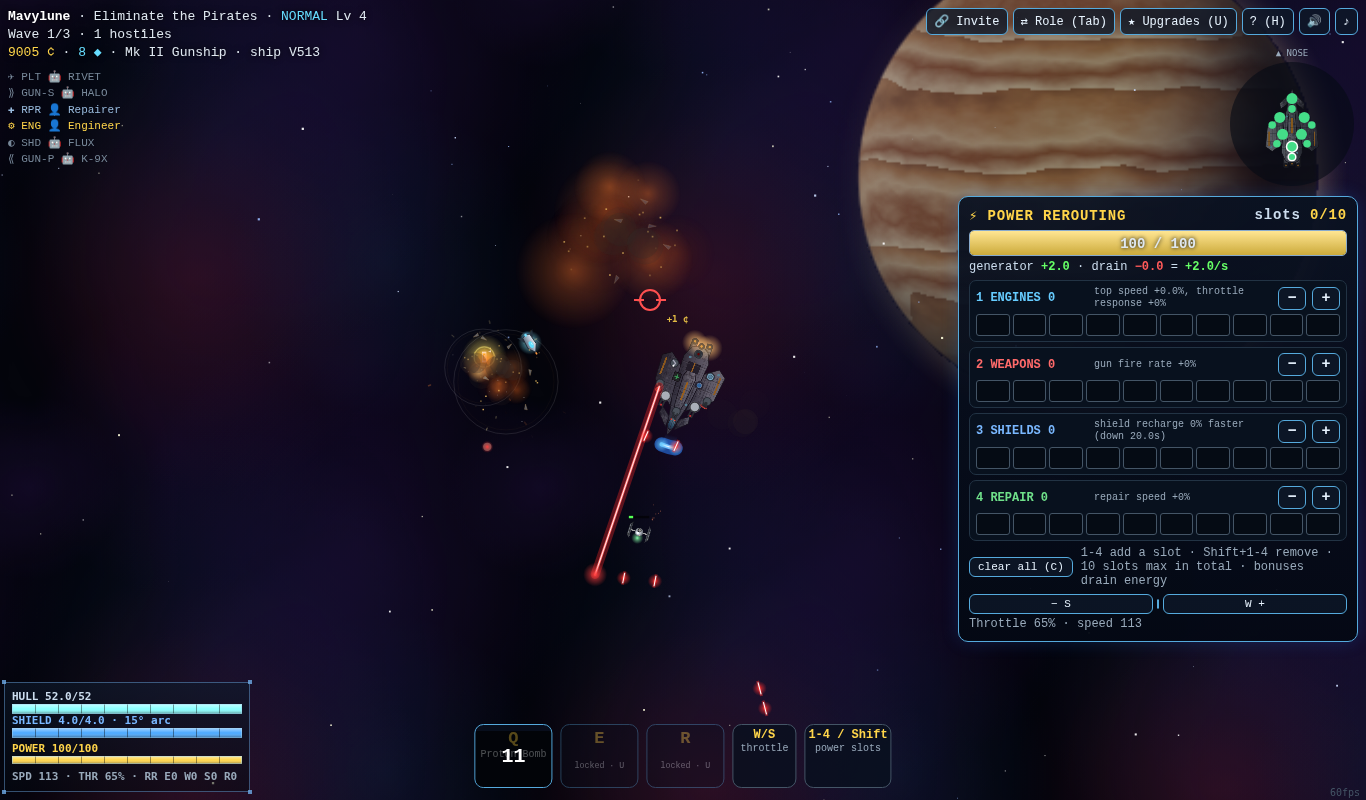 Mavylune · Eliminate the Pirates · NORMAL Lv 4
Wave 1/3 · 1 hostiles
9005 ¢ · 8 ◆ · Mk II Gunship · ship V513
PLT RIVET
GUN-S HALO
RPR Repairer
ENG Engineer
SHD FLUX
GUN-P K-9X
Invite
Role (Tab)
★ Upgrades (U)
? (H)
▲ NOSE
+1 ¢
⚡ POWER REROUTING
slots 0/10
100 / 100
generator +2.0 · drain −0.0 = +2.0/s
1 ENGINES 0
top speed +0.0%, throttle
response +0%
− +
2 WEAPONS 0
gun fire rate +0%
− +
3 SHIELDS 0
shield recharge 0% faster
(down 20.0s)
− +
4 REPAIR 0
repair speed +0%
− +
clear all (C)
1-4 add a slot · Shift+1-4 remove ·
10 slots max in total · bonuses
drain energy
− S
W +
Throttle 65% · speed 113
HULL 52.0/52
SHIELD 4.0/4.0 · 15° arc
POWER 100/100
SPD 113 · THR 65% · RR E0 W0 S0 R0
Q
Proton Bomb
11
E
locked · U
R
locked · U
W/S
throttle
1-4 / Shift
power slots
60fps